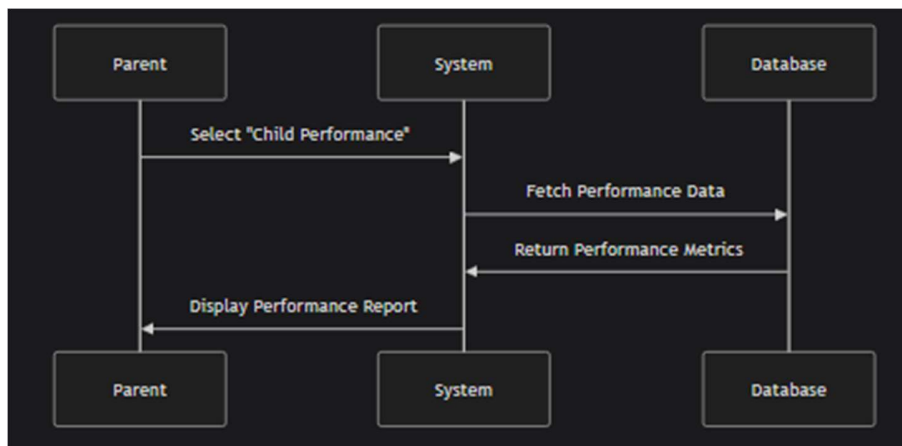 Parent
System
Database
Select "Child Performance"
Fetch Performance Data
Return Performance Metrics
Display Performance Report
Parent
System
Database